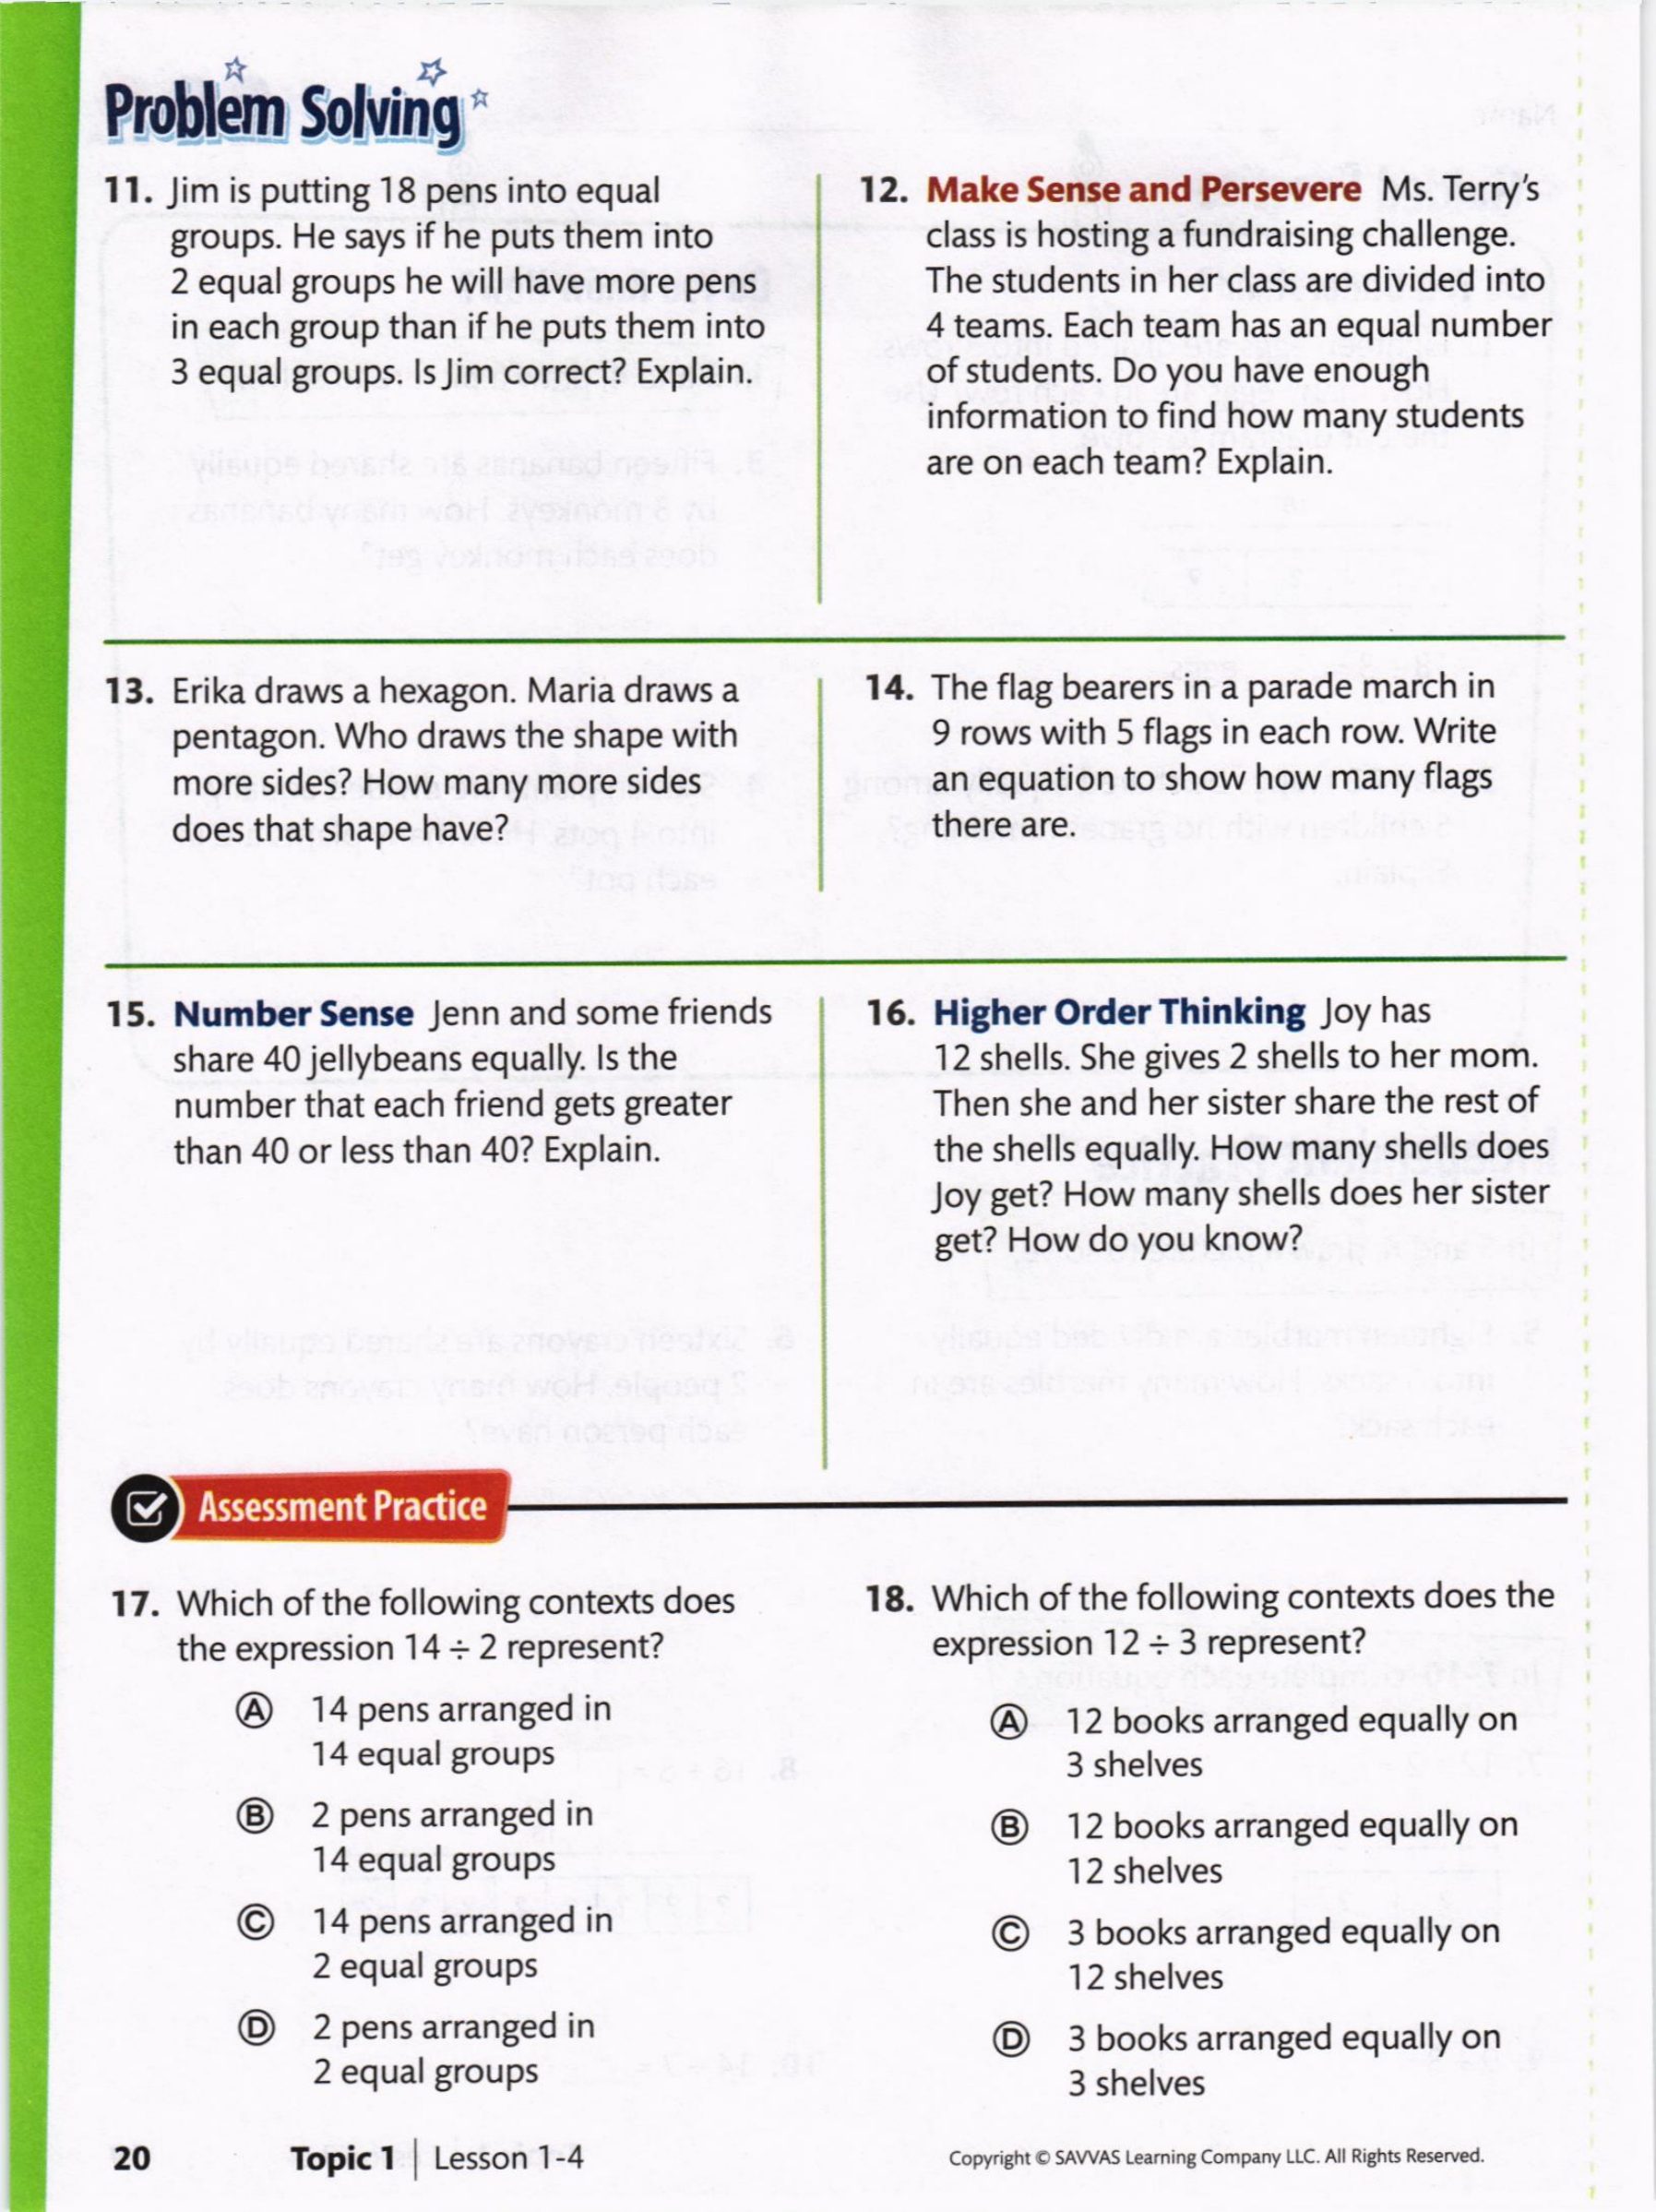 Problem Solving
11. Jim is putting 18 pens into equal
groups. He says if he puts them into
2 equal groups he will have more pens
in each group than if he puts them into
3 equal groups. Is Jim correct? Explain.
12. Make Sense and Persevere Ms. Terry's
class is hosting a fundraising challenge.
The students in her class are divided into
4 teams. Each team has an equal number
of students. Do you have enough
information to find how many students
are on each team? Explain.
13. Erika draws a hexagon. Maria draws a
pentagon. Who draws the shape with
more sides? How many more sides
does that shape have?
14. The flag bearers in a parade march in
9 rows with 5 flags in each row. Write
an equation to show how many flags
there are.
15. Number Sense Jenn and some friends
share 40 jellybeans equally. Is the
number that each friend gets greater
than 40 or less than 40? Explain.
16. Higher Order Thinking Joy has
12 shells. She gives 2 shells to her mom.
Then she and her sister share the rest of
the shells equally. How many shells does
Joy get? How many shells does her sister
get? How do you know?
Assessment Practice
17. Which of the following contexts does
the expression 14 ÷ 2 represent?
Ⓐ 14 pens arranged in
14 equal groups
Ⓑ 2 pens arranged in
14 equal groups
Ⓒ 14 pens arranged in
2 equal groups
Ⓓ 2 pens arranged in
2 equal groups
18. Which of the following contexts does the
expression 12 ÷ 3 represent?
Ⓐ 12 books arranged equally on
3 shelves
Ⓑ 12 books arranged equally on
12 shelves
Ⓒ 3 books arranged equally on
12 shelves
Ⓓ 3 books arranged equally on
3 shelves
20 Topic 1 | Lesson 1-4
Copyright © SAVVAS Learning Company LLC. All Rights Reserved.